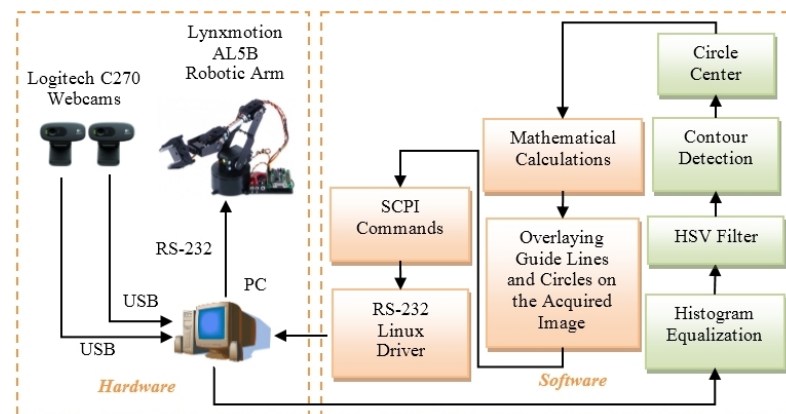 Lynxmotion
AL5B
Robotic Arm
Logitech C270
Webcams
RS-232
PC
USB
USB
Hardware
SCPI
Commands
RS-232
Linux
Driver
Mathematical
Calculations
Overlaying
Guide Lines
and Circles on
the Acquired
Image
Circle
Center
Contour
Detection
HSV Filter
Histogram
Equalization
Software